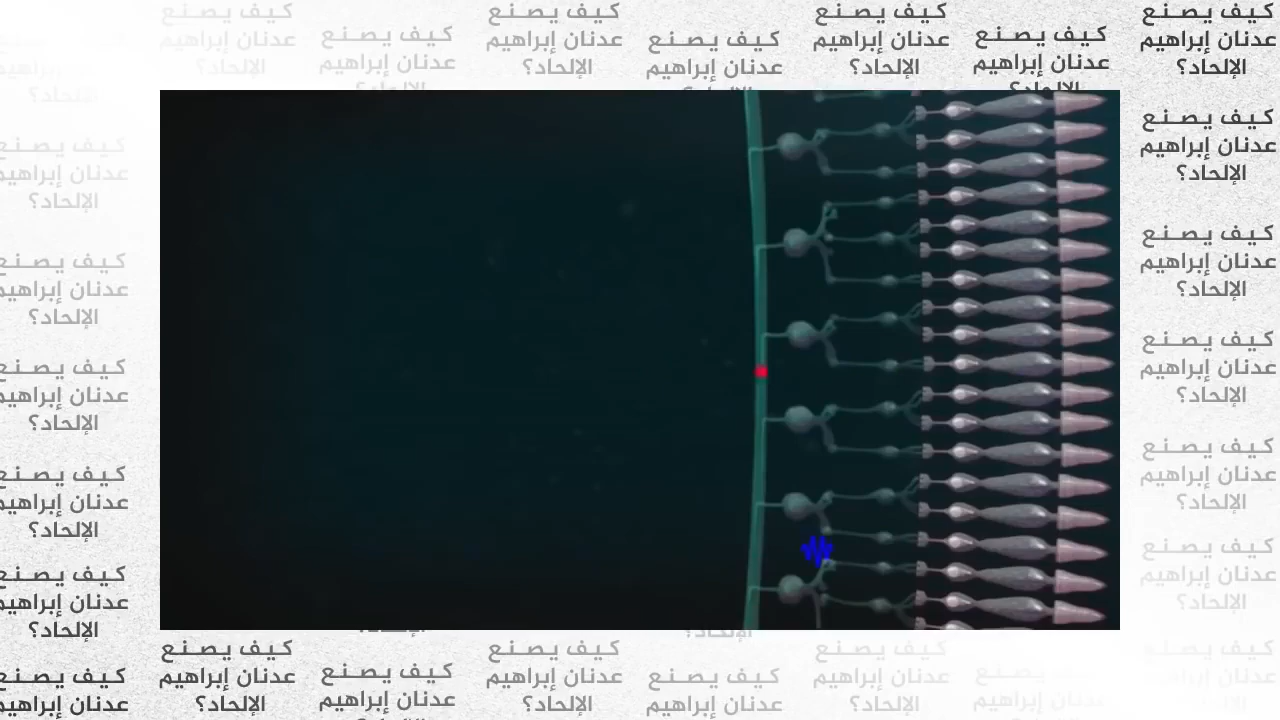 كيف يصنع
عدنان إبراهيم
الإلحاد؟